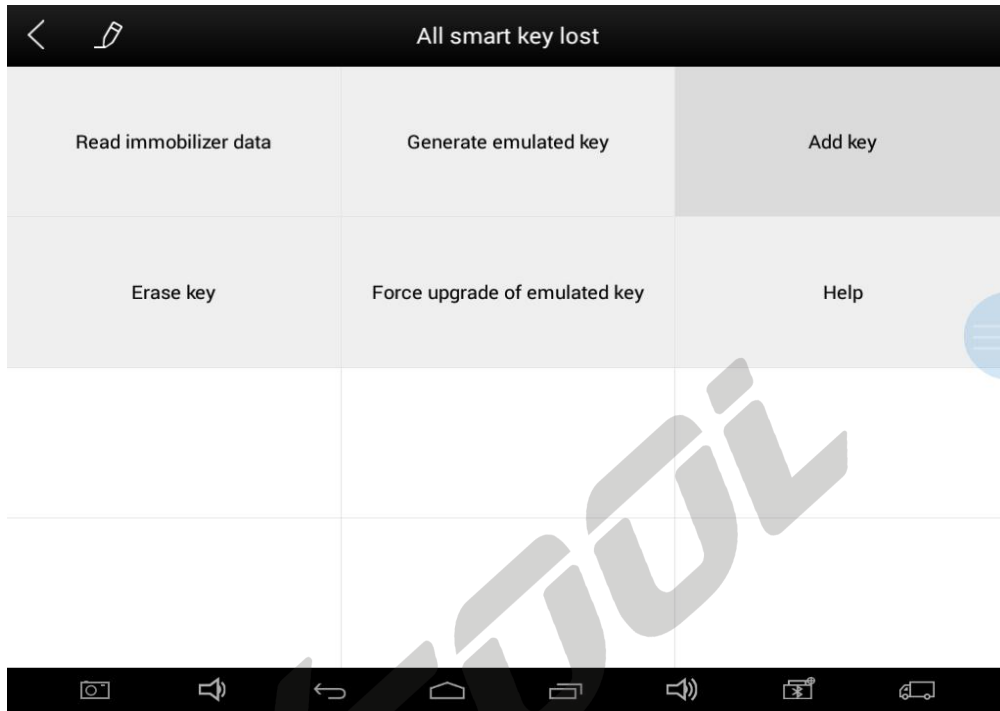 All smart key lost
Read immobilizer data
Generate emulated key
Add key
Erase key
Force upgrade of emulated key
Help